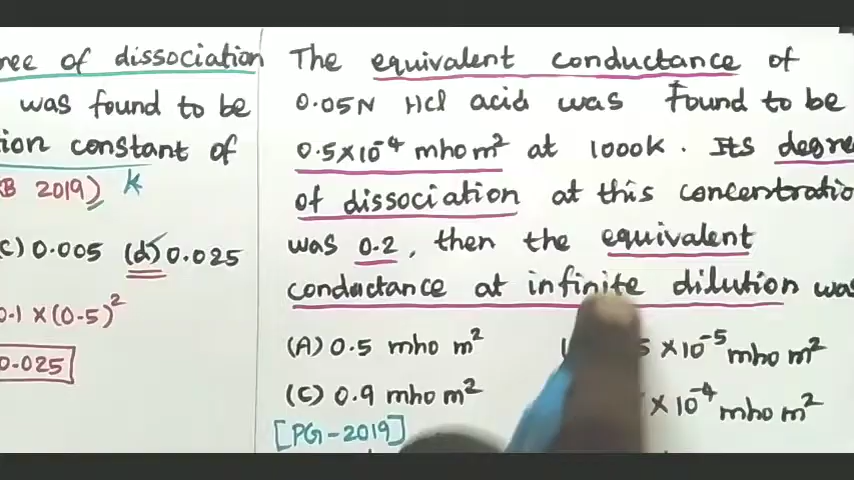 ree of dissociation
was found to be
ion constant of
B 2019) K
c) 0.005 (d) 0.025
0.1 × (0.5)²
0.025
The equivalent conductance of
0.05N HCl acid was found to be
0.5×10⁻⁴ mho m² at 1000K. Its degre
of dissociation at this concentratio
was 0.2, then the equivalent
conductance at infinite dilution was
(A) 0.5 mho m²
5 ×10⁻⁵ mho m²
(C) 0.9 mho m²
× 10⁻⁴ mho m²
[PG-2019]